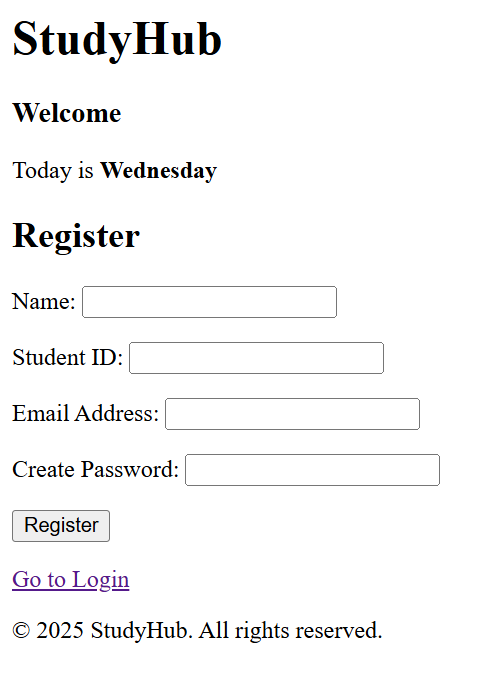 StudyHub
Welcome
Today is Wednesday
Register
Name:
Student ID:
Email Address:
Create Password:
Register
Go to Login
© 2025 StudyHub. All rights reserved.